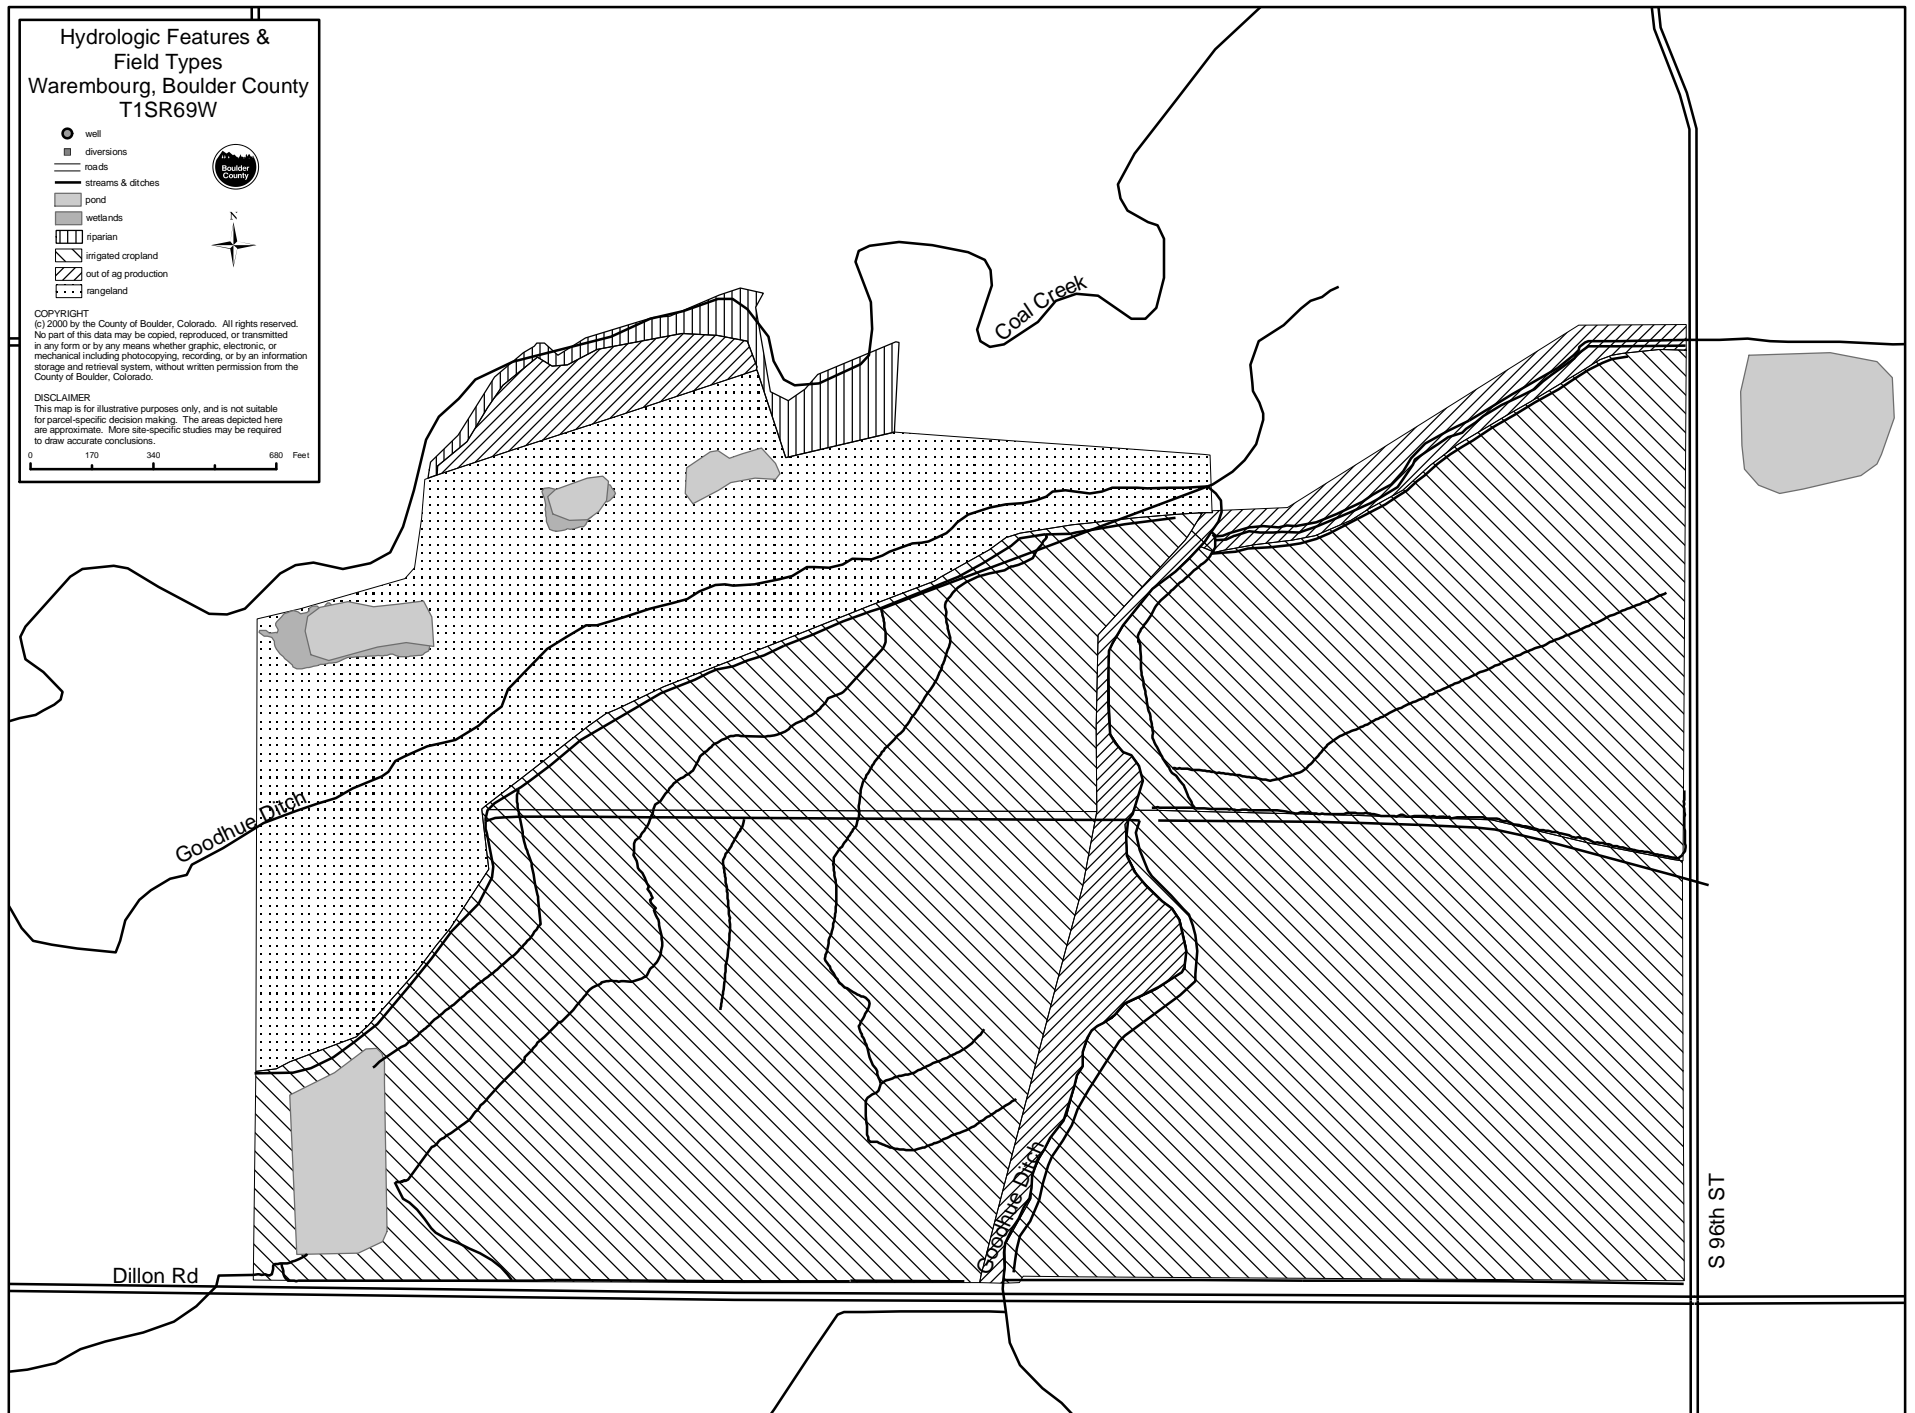 Hydrologic Features &
Field Types
Warembourg, Boulder County
T1SR69W
well
diversions
roads
streams & ditches
pond
wetlands
riparian
irrigated cropland
out of ag production
rangeland
Boulder
County
N
COPYRIGHT
(c) 2000 by the County of Boulder, Colorado. All rights reserved.
No part of this data may be copied, reproduced, or transmitted
in any form or by any means whether graphic, electronic, or
mechanical including photocopying, recording, or by an information
storage and retrieval system, without written permission from the
County of Boulder, Colorado.
DISCLAIMER
This map is for illustrative purposes only, and is not suitable
for parcel-specific decision making. The areas depicted here
are approximate. More site-specific studies may be required
to draw accurate conclusions.
0 170 340 680 Feet
Coal Creek
Goodhue Ditch
Goodhue Ditch
S 96th ST
Dillon Rd